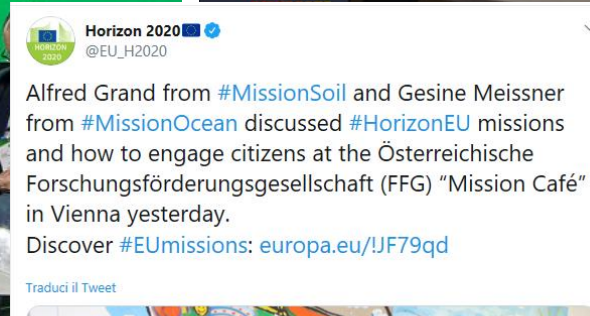 Horizon 2020
@EU_H2020
HORIZON
2020
Alfred Grand from #MissionSoil and Gesine Meissner
from #MissionOcean discussed #HorizonEU missions
and how to engage citizens at the Österreichische
Forschungsförderungsgesellschaft (FFG) “Mission Café”
in Vienna yesterday.
Discover #EUmissions: europa.eu/!JF79qd
Traduci il Tweet